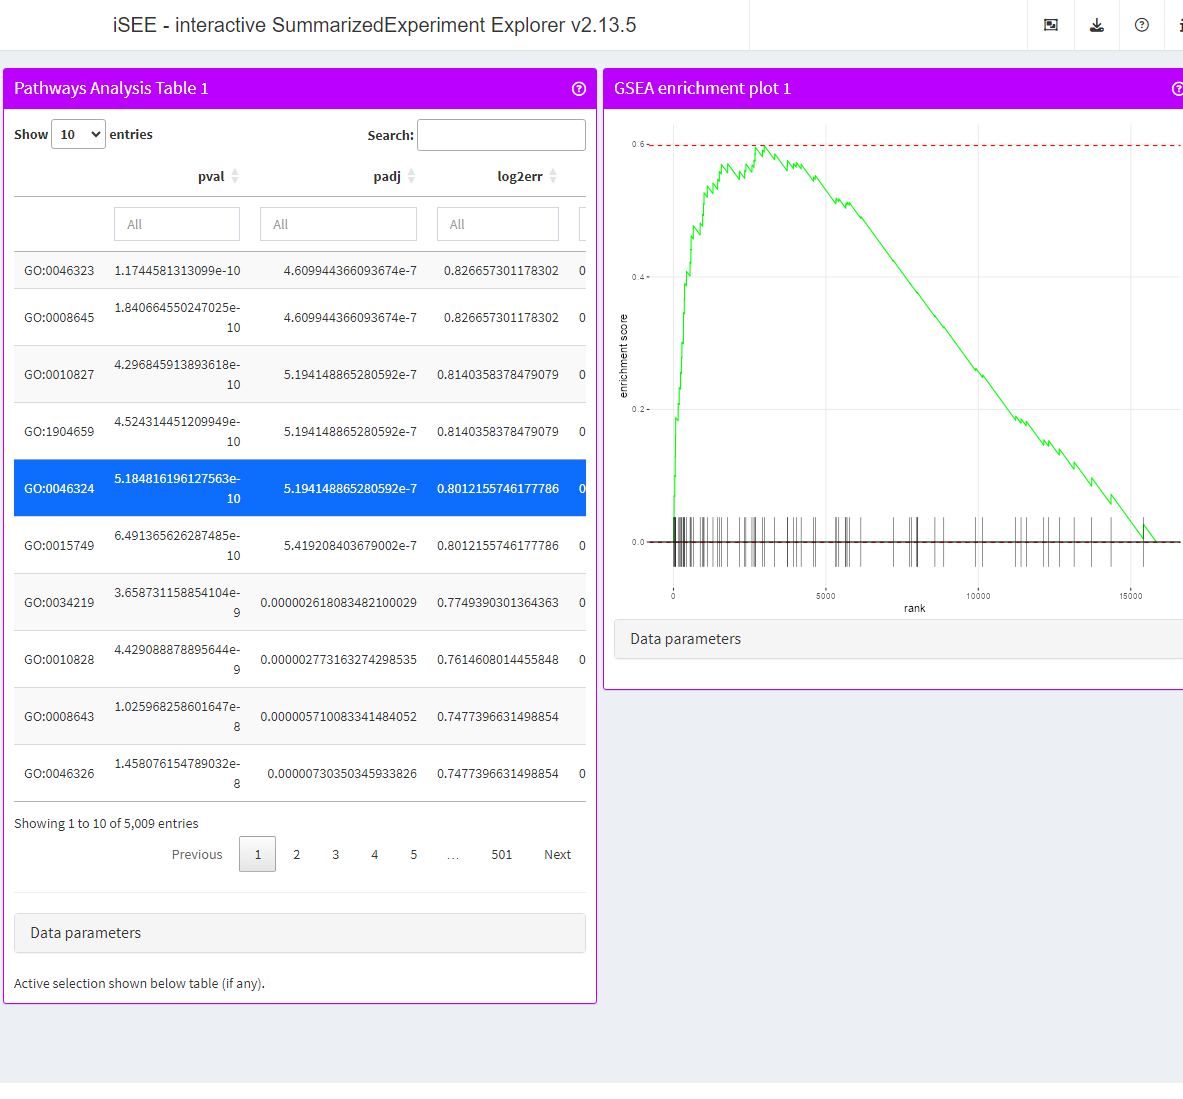 iSEE - interactive SummarizedExperiment Explorer v2.13.5
Pathways Analysis Table 1
Show 10 entries
Search:
pval padj log2err
All All All
GO:0046323 1.1744581313099e-10 4.609944366093674e-7 0.826657301178302 0
GO:0008645 1.840664550247025e-10 4.609944366093674e-7 0.826657301178302 0
GO:0010827 4.296845913893618e-10 5.194148865280592e-7 0.8140358378479079 0
GO:1904659 4.524314451209949e-10 5.194148865280592e-7 0.8140358378479079 0
GO:0046324 5.184816196127563e-10 5.194148865280592e-7 0.8012155746177786 0
GO:0015749 6.491365626287485e-10 5.419208403679002e-7 0.8012155746177786 0
GO:0034219 3.658731158854104e-9 0.000002618083482100029 0.7749390301364363 0
GO:0010828 4.429088878895644e-9 0.000002773163274298535 0.7614608014455848 0
GO:0008643 1.025968258601647e-8 0.000005710083341484052 0.7477396631498854
GO:0046326 1.458076154789032e-8 0.00000730350345933826 0.7477396631498854 0
Showing 1 to 10 of 5,009 entries
Previous 1 2 3 4 5 … 501 Next
Data parameters
Active selection shown below table (if any).
GSEA enrichment plot 1
0.6
0.4
0.2
0.0
enrichment score
0 5000 10000 15000
rank
Data parameters